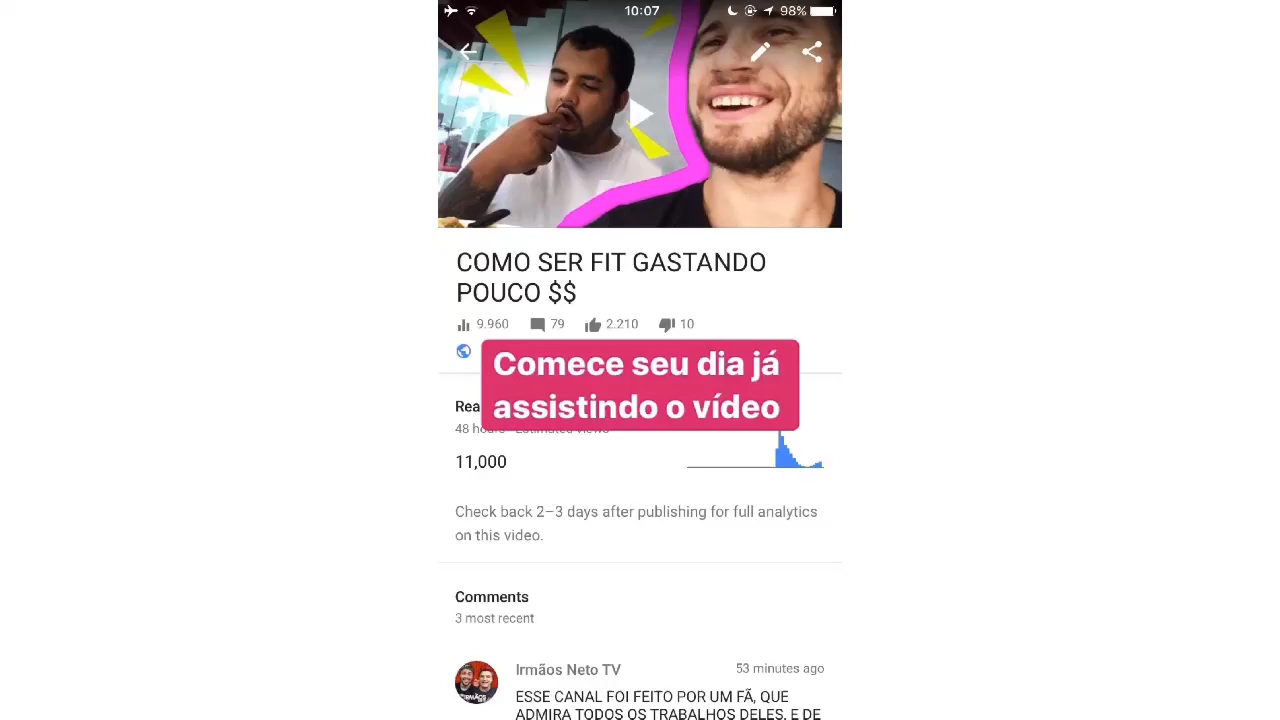 10:07
98%
COMO SER FIT GASTANDO
POUCO $$
9.960 79 2.210 10
Comece seu dia já
assistindo o vídeo
Rea
48 hours - Estimated views
11,000
Check back 2–3 days after publishing for full analytics
on this video.
Comments
3 most recent
Irmãos Neto TV 53 minutes ago
ESSE CANAL FOI FEITO POR UM FÃ, QUE
ADMIRA TODOS OS TRABALHOS DELES. E DE